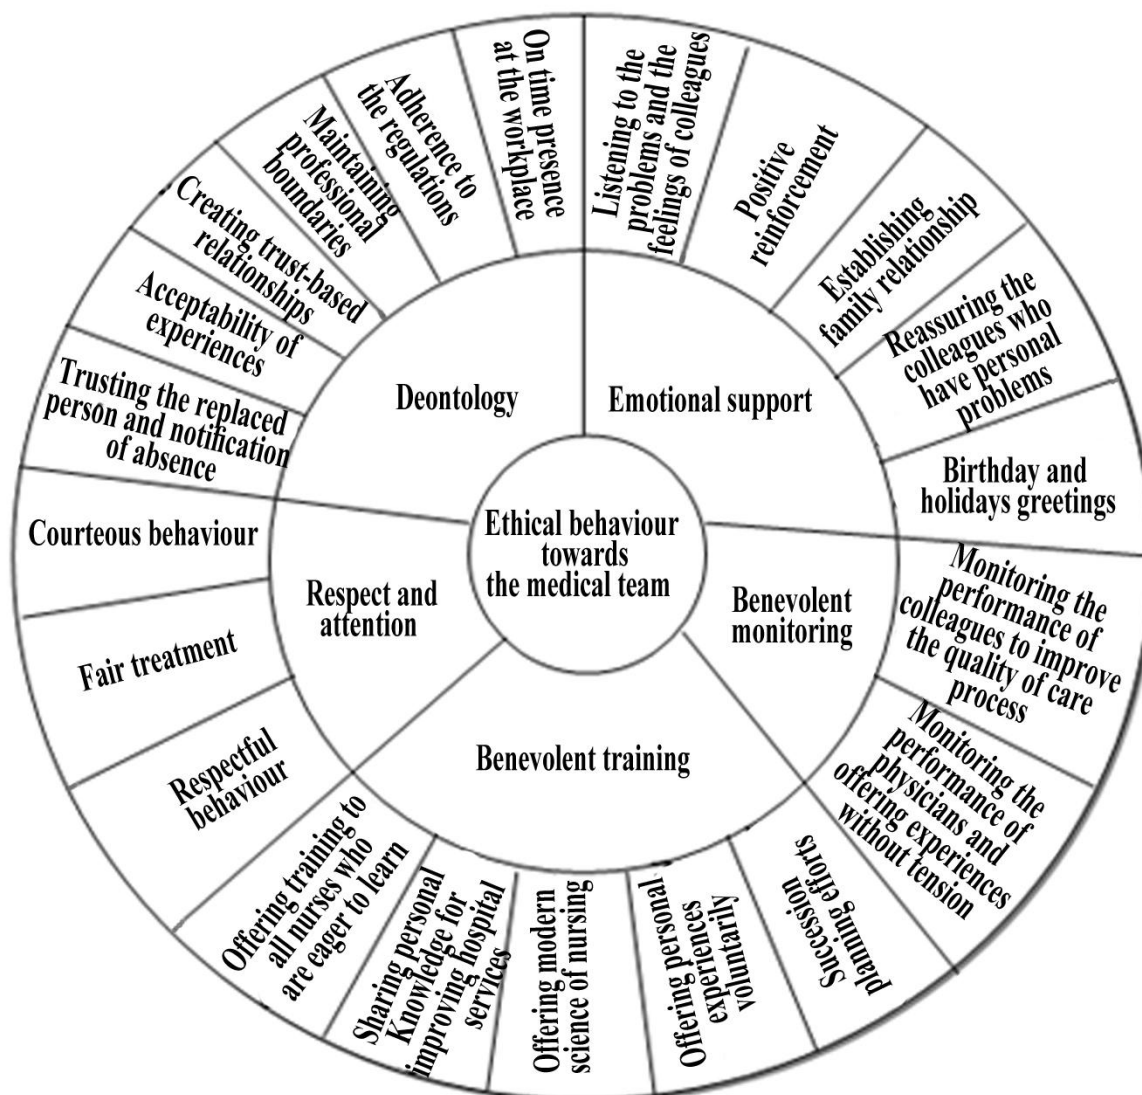 Ethical behaviour
towards
the medical team
Emotional support
Benevolent
monitoring
Benevolent training
Respect and
attention
Deontology
Listening to the
problems and the
feelings of colleagues
Positive
reinforcement
Establishing
family relationship
Reassuring the
colleagues who
have personal
problems
Birthday and
holidays greetings
Monitoring the
performance of
colleagues to improve
the quality of care
process
Monitoring the
performance of
physicians and
offering experiences
without tension
Succession
planning efforts
Offering personal
experiences
voluntarily
Offering modern
science of nursing
Sharing personal
Knowledge for
improving hospital
services
Offering training to
all nurses who
are eager to learn
Respectful
behaviour
Fair treatment
Courteous behaviour
Trusting the replaced
person and notification
of absence
Acceptability of
experiences
Creating trust-based
relationships
Maintaining
professional
boundaries
Adherence to
the regulations
On time presence
at the workplace